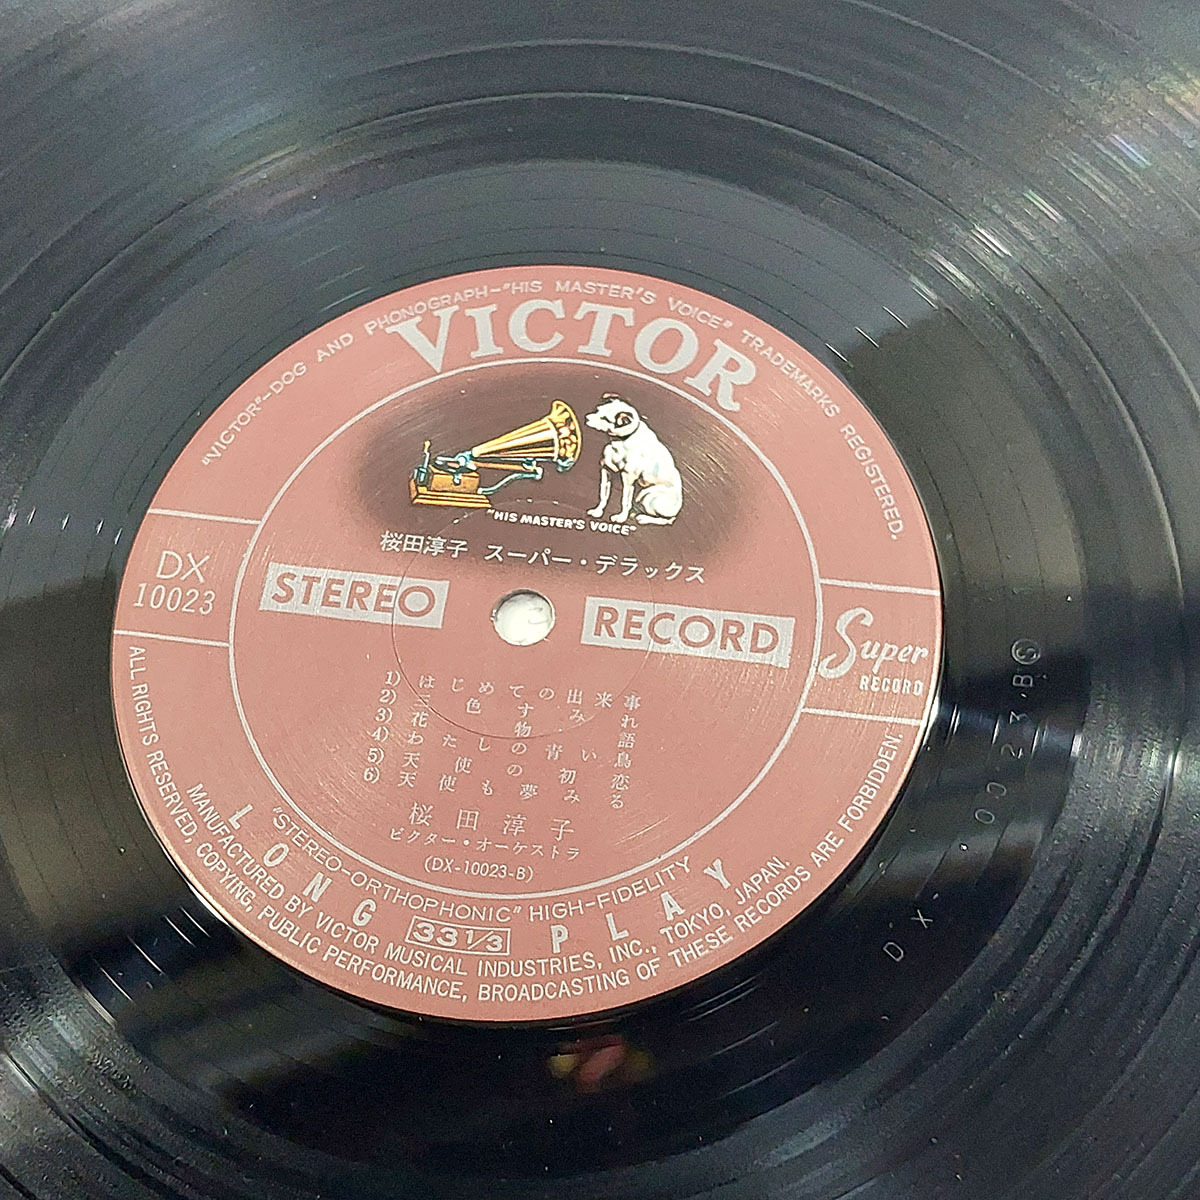 "VICTOR"-DOG AND PHONOGRAPH-"HIS MASTER'S VOICE" TRADEMARKS REGISTERED.
VICTOR
"HIS MASTER'S VOICE"
桜田淳子 スーパー・デラックス
DX
10023
STEREO
RECORD
Super
RECORD
1) はじめての出来事
2) 三色すみれ
3) 花物語
4) わたしの青い鳥
5) 天使の初恋
6) 天使も夢みる
桜田淳子
ビクター・オーケストラ
(DX-10023-B)
"STEREO-ORTHOPHONIC" HIGH-FIDELITY
LONG 33 1/3 PLAY
MANUFACTURED BY VICTOR MUSICAL INDUSTRIES, INC., TOKYO, JAPAN.
ALL RIGHTS RESERVED, COPYING, PUBLIC PERFORMANCE, BROADCASTING OF THESE RECORDS ARE FORBIDDEN.
DX-10023-B S